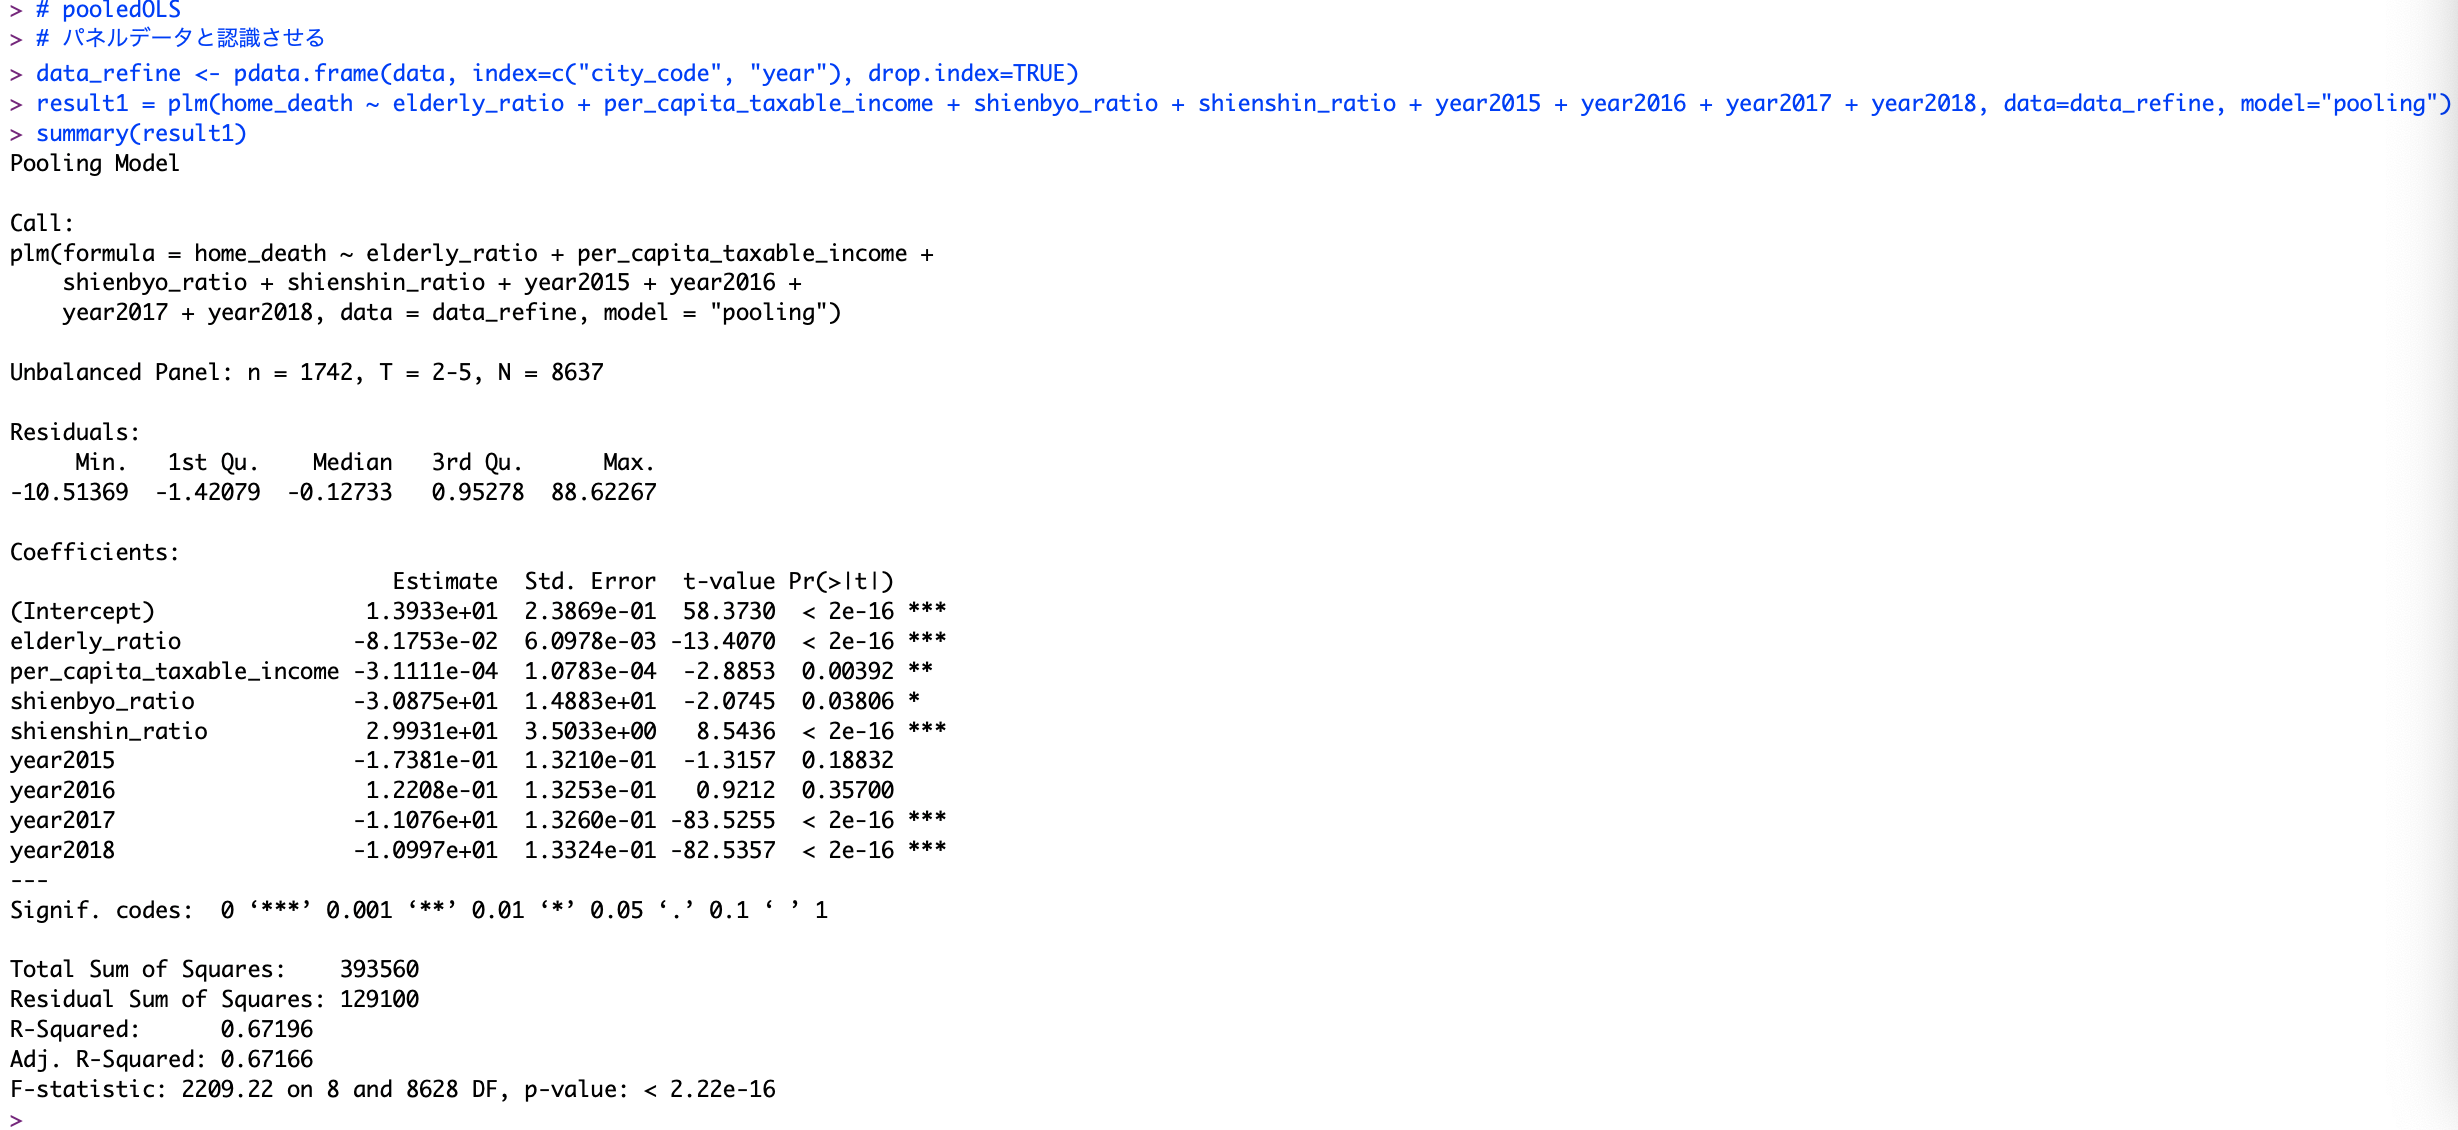 > # pooledOLS
> # パネルデータと認識させる
> data_refine <- pdata.frame(data, index=c("city_code", "year"), drop.index=TRUE)
> result1 = plm(home_death ~ elderly_ratio + per_capita_taxable_income + shienbyo_ratio + shienshin_ratio + year2015 + year2016 + year2017 + year2018, data=data_refine, model="pooling")
> summary(result1)
Pooling Model

Call:
plm(formula = home_death ~ elderly_ratio + per_capita_taxable_income +
    shienbyo_ratio + shienshin_ratio + year2015 + year2016 +
    year2017 + year2018, data = data_refine, model = "pooling")

Unbalanced Panel: n = 1742, T = 2-5, N = 8637

Residuals:
     Min.   1st Qu.    Median   3rd Qu.      Max.
-10.51369  -1.42079  -0.12733   0.95278  88.62267

Coefficients:
                             Estimate  Std. Error  t-value Pr(>|t|)
(Intercept)                1.3933e+01  2.3869e-01  58.3730  < 2e-16 ***
elderly_ratio             -8.1753e-02  6.0978e-03 -13.4070  < 2e-16 ***
per_capita_taxable_income -3.1111e-04  1.0783e-04  -2.8853  0.00392 **
shienbyo_ratio            -3.0875e+01  1.4883e+01  -2.0745  0.03806 *
shienshin_ratio            2.9931e+01  3.5033e+00   8.5436  < 2e-16 ***
year2015                  -1.7381e-01  1.3210e-01  -1.3157  0.18832
year2016                   1.2208e-01  1.3253e-01   0.9212  0.35700
year2017                  -1.1076e+01  1.3260e-01 -83.5255  < 2e-16 ***
year2018                  -1.0997e+01  1.3324e-01 -82.5357  < 2e-16 ***
---
Signif. codes:  0 ‘***’ 0.001 ‘**’ 0.01 ‘*’ 0.05 ‘.’ 0.1 ‘ ’ 1

Total Sum of Squares:    393560
Residual Sum of Squares: 129100
R-Squared:      0.67196
Adj. R-Squared: 0.67166
F-statistic: 2209.22 on 8 and 8628 DF, p-value: < 2.22e-16
>